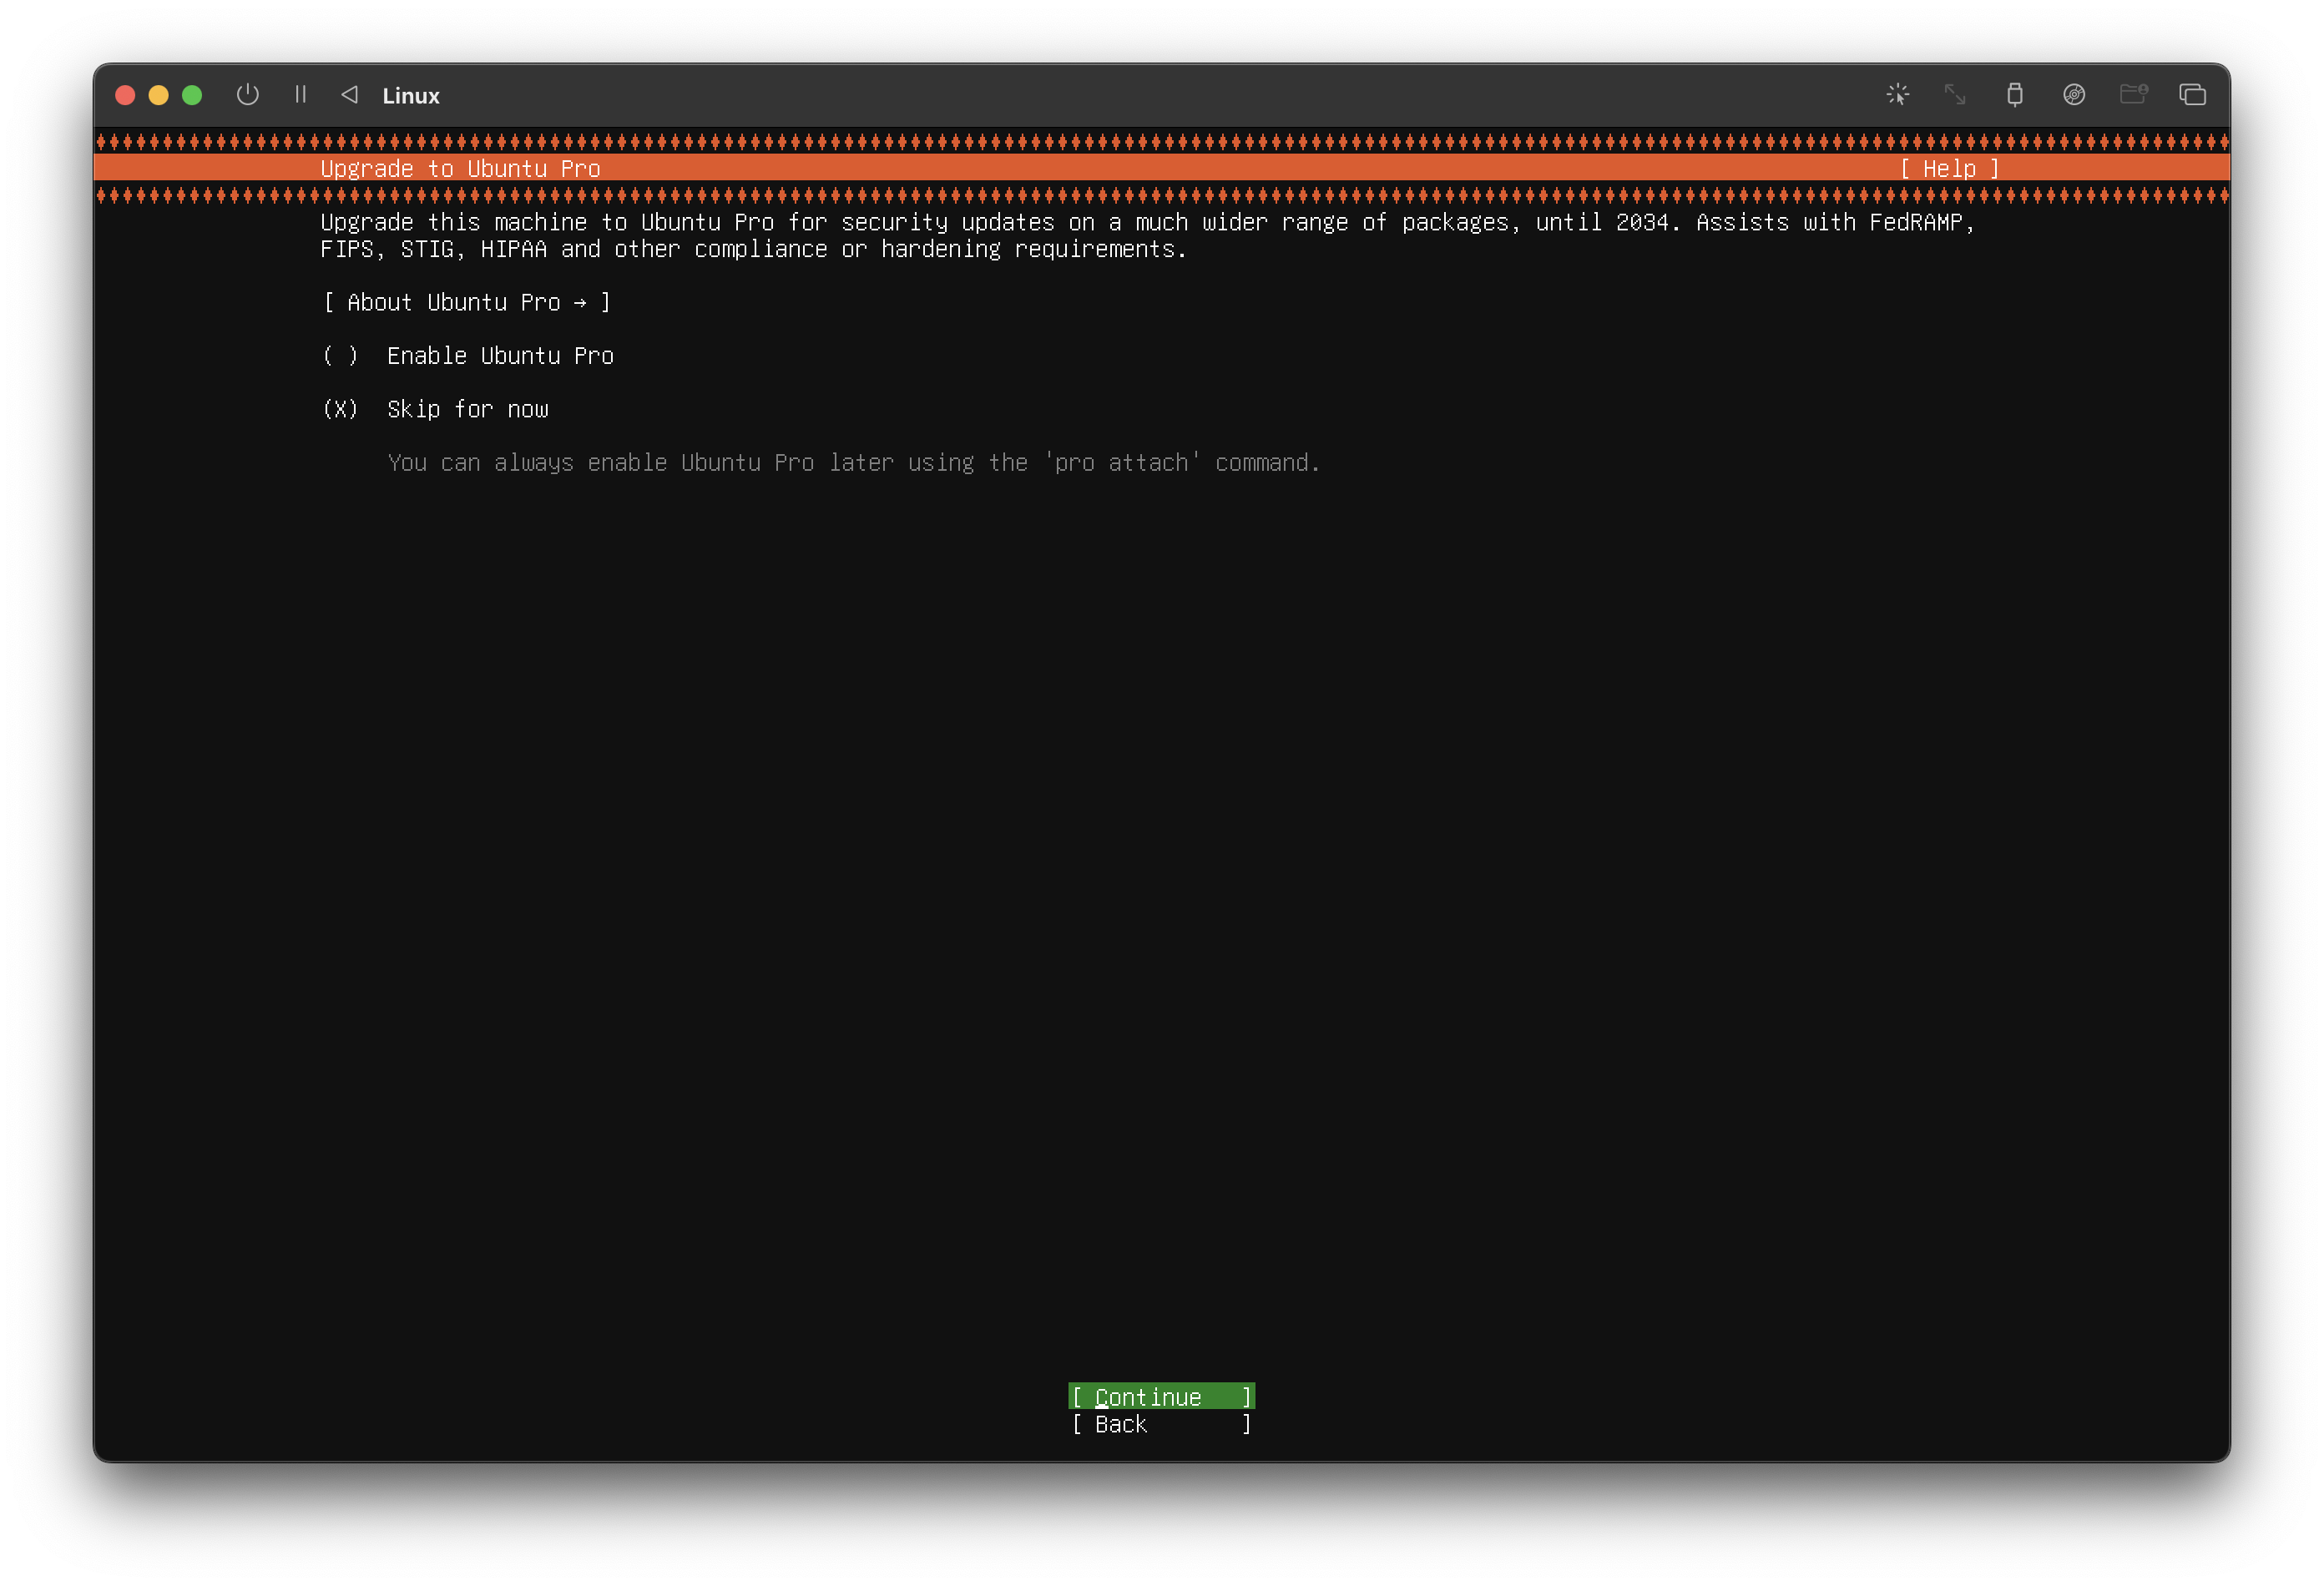 Linux
Upgrade to Ubuntu Pro [ Help ]
Upgrade this machine to Ubuntu Pro for security updates on a much wider range of packages, until 2034. Assists with FedRAMP,
FIPS, STIG, HIPAA and other compliance or hardening requirements.
[ About Ubuntu Pro → ]
( ) Enable Ubuntu Pro
(X) Skip for now
You can always enable Ubuntu Pro later using the 'pro attach' command.
[ Continue ]
[ Back ]